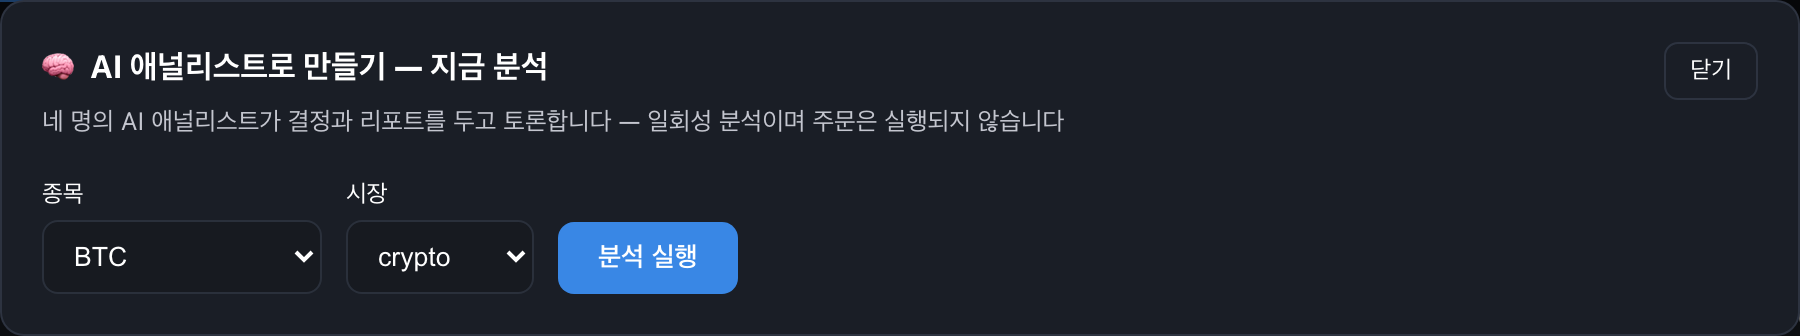 AI 애널리스트로 만들기 — 지금 분석
닫기
네 명의 AI 애널리스트가 결정과 리포트를 두고 토론합니다 — 일회성 분석이며 주문은 실행되지 않습니다
종목
시장
BTC
crypto
분석 실행